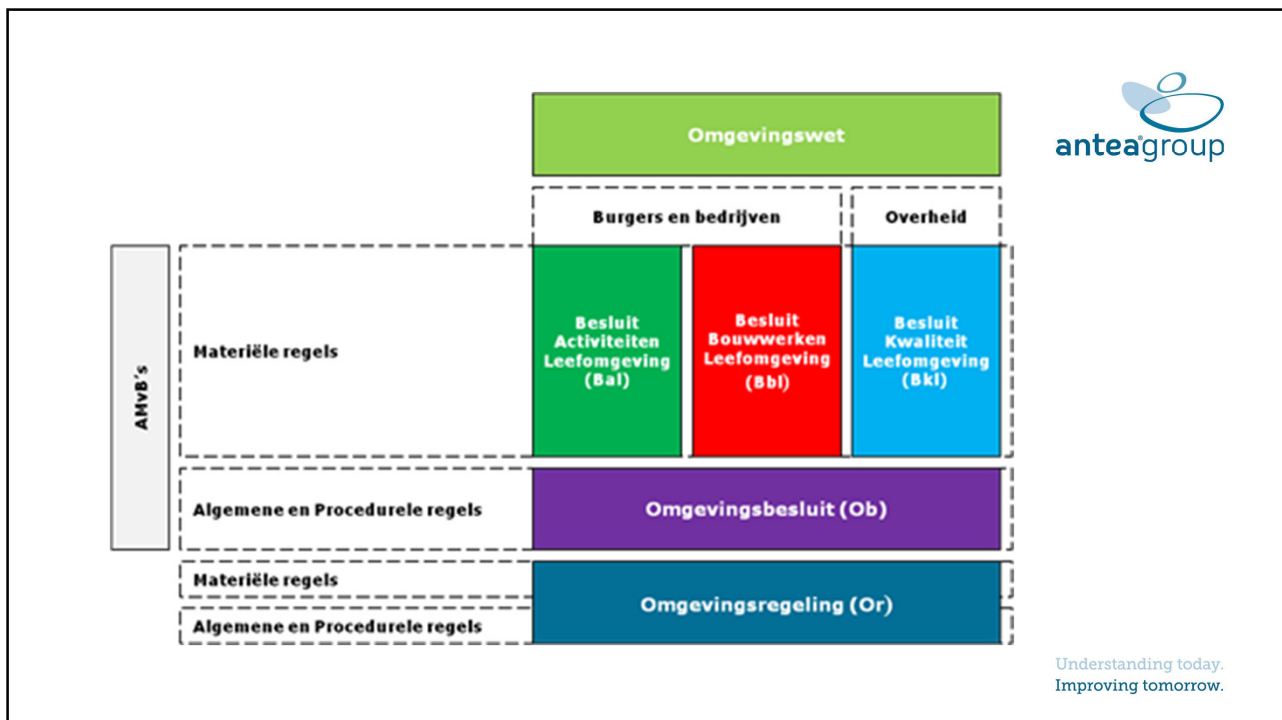 Omgevingswet
anteagroup
Burgers en bedrijven
Overheid
AMvB's
Materiële regels
Besluit
Activiteiten
Leefomgeving
(Bal)
Besluit
Bouwwerken
Leefomgeving
(Bbl)
Besluit
Kwaliteit
Leefomgeving
(Bkl)
Algemene en Procedurele regels
Omgevingsbesluit (Ob)
Materiële regels
Algemene en Procedurele regels
Omgevingsregeling (Or)
Understanding today.
Improving tomorrow.